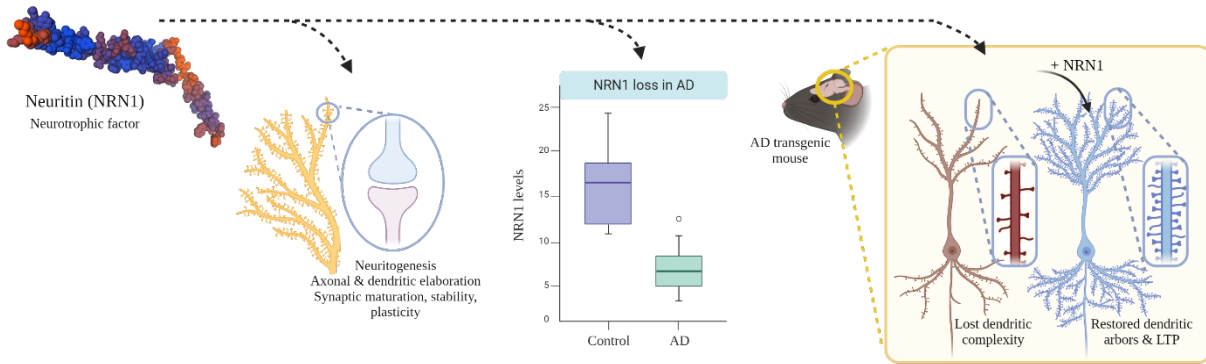 Neuritin (NRN1)
Neurotrophic factor
Neuritogenesis
Axonal & dendritic elaboration
Synaptic maturation, stability,
plasticity
NRN1 loss in AD
NRN1 levels
25
20
15
10
5
0
Control
AD
AD transgenic
mouse
+ NRN1
Lost dendritic
complexity
Restored dendritic
arbors & LTP